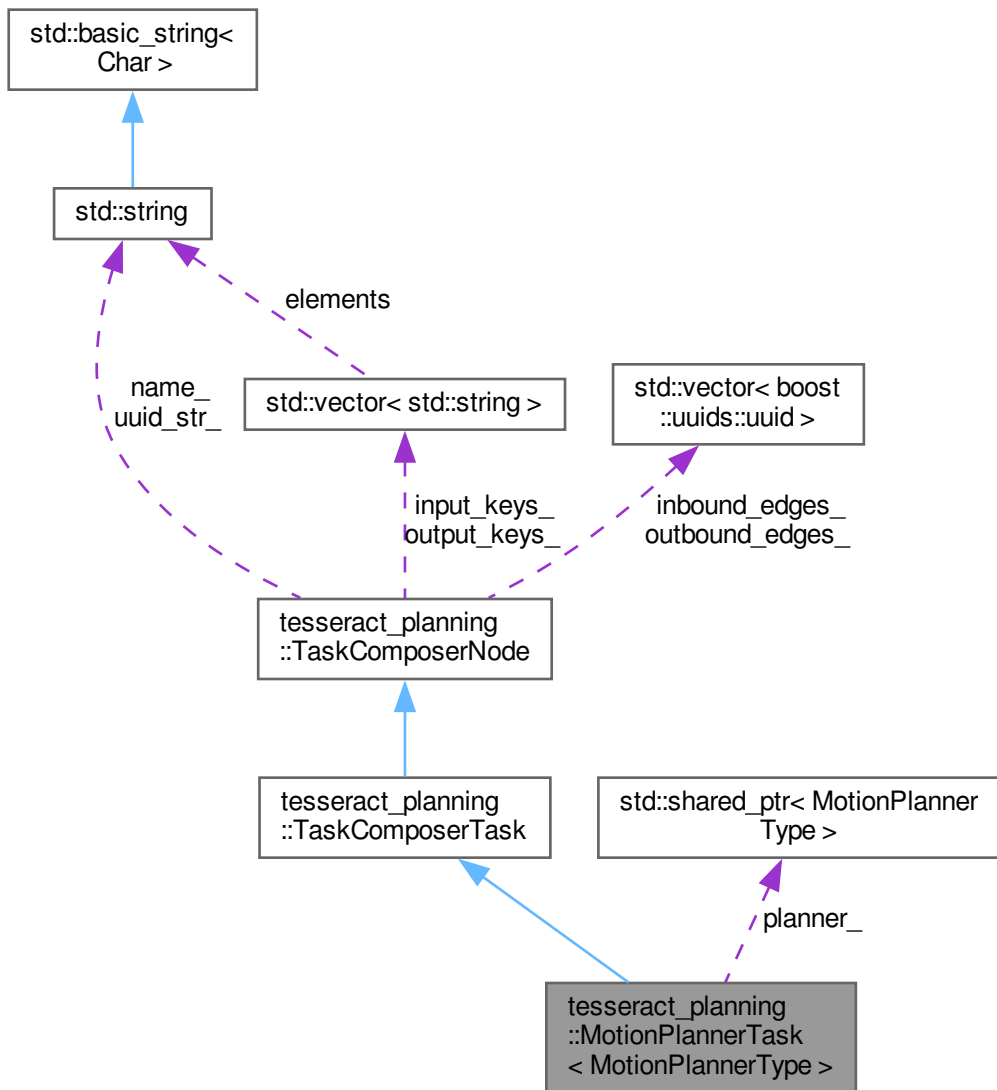 std::basic_string<
Char >
std::string
elements
name_
uuid_str_
std::vector< std::string >
std::vector< boost
::uuids::uuid >
input_keys_
output_keys_
inbound_edges_
outbound_edges_
tesseract_planning
::TaskComposerNode
tesseract_planning
::TaskComposerTask
std::shared_ptr< MotionPlanner
Type >
planner_
tesseract_planning
::MotionPlannerTask
< MotionPlannerType >